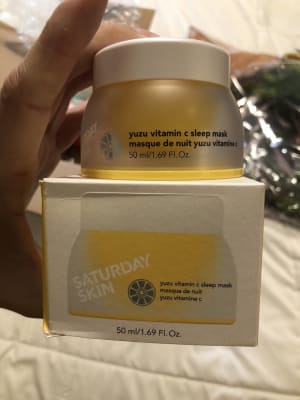 yuzu vitamin c sleep mask
masque de nuit yuzu vitamine c
50 ml/1.69 Fl. Oz.
SATURDAY
SKIN
yuzu vitamin c sleep mask
masque de nuit
yuzu vitamine c
50 ml/1.69 Fl. Oz.